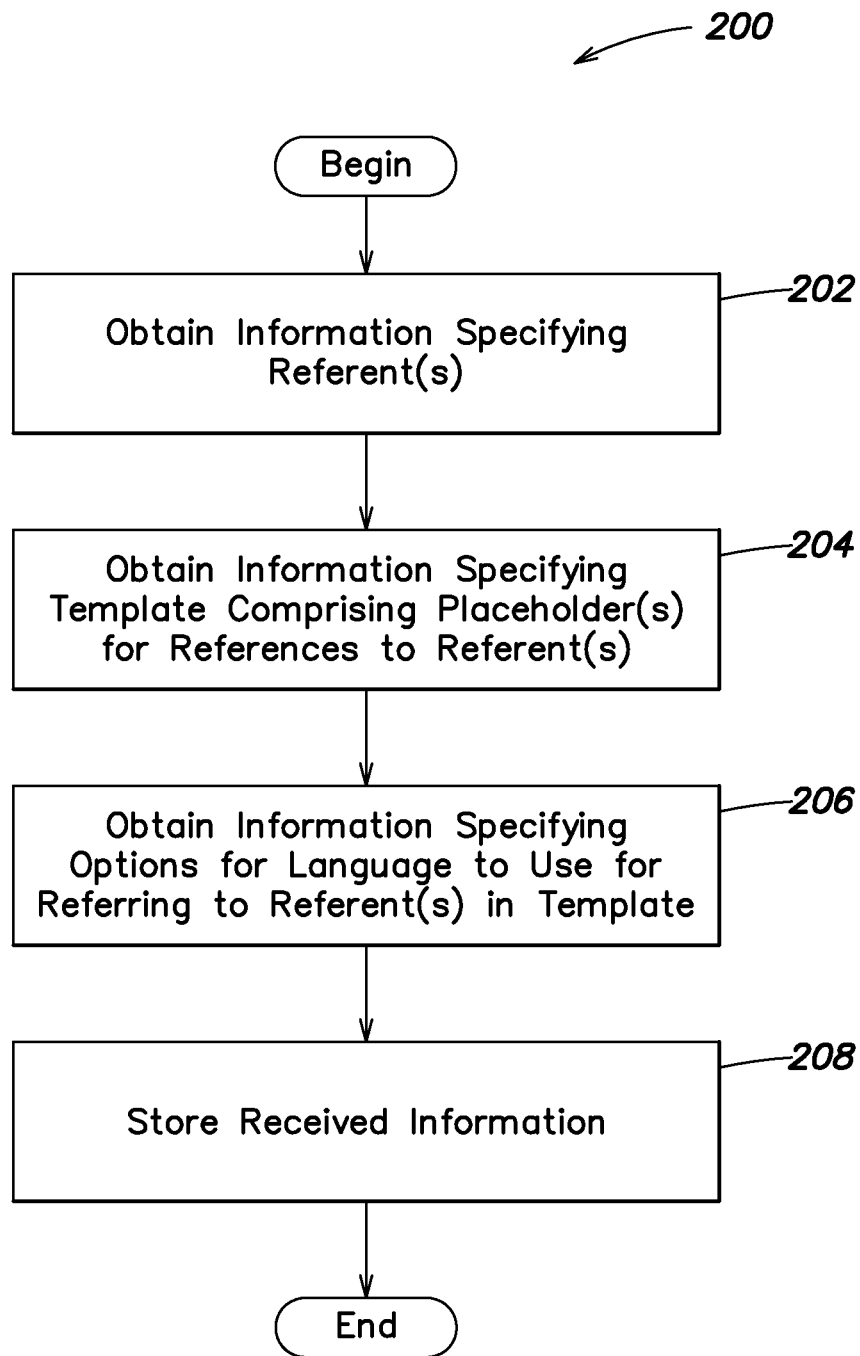 200
Begin
202
Obtain Information Specifying
Referent(s)
204
Obtain Information Specifying
Template Comprising Placeholder(s)
for References to Referent(s)
206
Obtain Information Specifying
Options for Language to Use for
Referring to Referent(s) in Template
208
Store Received Information
End